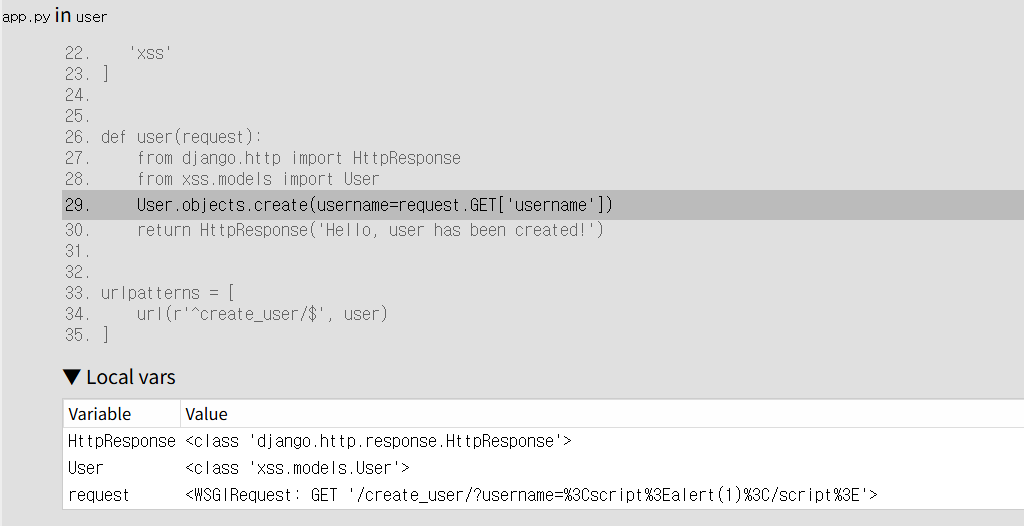 app.py in user
22.     'xss'
23. ]
24.
25.
26. def user(request):
27.     from django.http import HttpResponse
28.     from xss.models import User
29.     User.objects.create(username=request.GET['username'])
30.     return HttpResponse('Hello, user has been created!')
31.
32.
33. urlpatterns = [
34.     url(r'^create_user/$', user)
35. ]
▼ Local vars
Variable Value
HttpResponse <class 'django.http.response.HttpResponse'>
User <class 'xss.models.User'>
request <WSGIRequest: GET '/create_user/?username=%3Cscript%3Ealert(1)%3C/script%3E'>